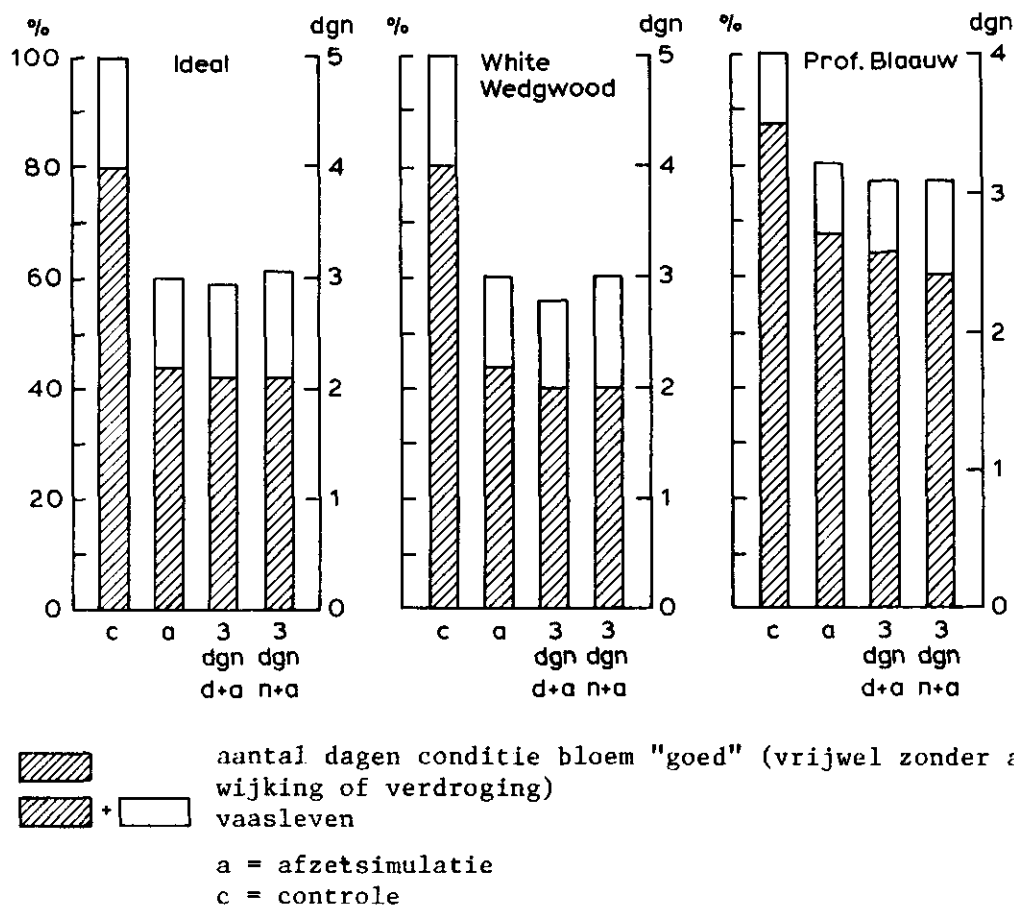 % dgn % dgn dgn
100 5 5 4
Ideal White Prof. Blaauw
Wedgwood
80 4 4
3
60 3 3
2
40 2 2
20 1 1 1
0 0 0 0
c a 3 3 c a 3 3 c a 3 3
dgn dgn dgn dgn dgn dgn
d+a n+a d+a n+a d+a n+a
aantal dagen conditie bloem "goed" (vrijwel zonder a
wijking of verdroging)
+ vaasleven
a = afzetsimulatie
c = controle